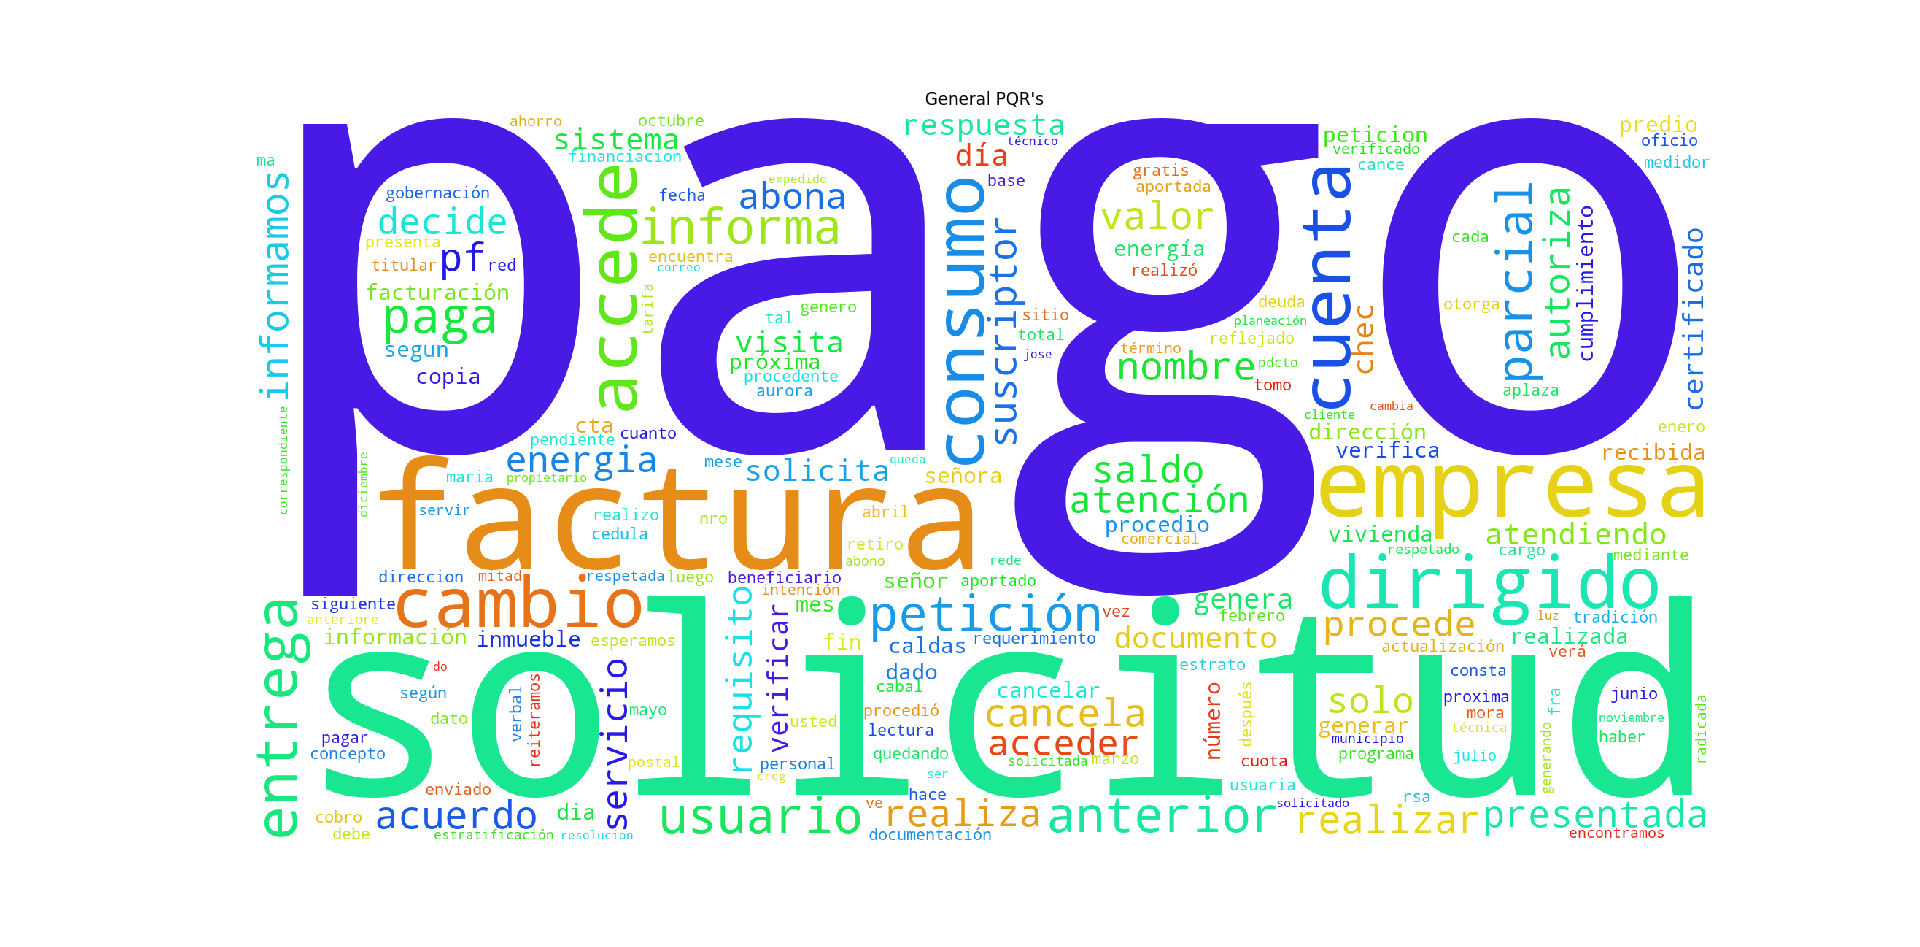 General PQR's
pago
solicitud
factura
empresa
dirigido
cambio
accede
consumo
cuenta
entrega
ahorro
octubre
sistema
financiacion
respuesta
técnico
día
base
peticion
verificado
cance
predio
oficio
medidor
ma
informamos
gobernación
decide
presenta
titular
pf
red
facturación
paga
segun
copia
fecha
expedido
abona
informa
encuentra
correo
tarifa
tal
genero
visita
próxima
procedente
aurora
suscriptor
sitio
total
jose
gratis
aportada
valor
energía
realizó
deuda
planeación
reflejado
término
nombre
pdcto
tomo
chec
cada
parcial
autoriza
cumplimiento
otorga
aplaza
certificado
correspondiente
diciembre
cta
pendiente
cuanto
energia
propietario
maria
mese
solicita
queda
señora
saldo
atención
procedio
comercial
cambia
cliente
dirección
verifica
enero
recibida
servir
realizo
cedula
nro
abril
retiro
abono
rede
vivienda
atendiendo
respetado
cargo
mediante
direccion
mitad
respetada
luego
beneficiario
intención
señor
aportado
siguiente
anteriore
información
inmueble
esperamos
requisito
verificar
mes
fin
petición
vez
caldas
requerimiento
genera
febrero
documento
procede
luz
tradición
actualización
realizada
verá
do
según
dato
verbal
reiteramos
servicio
mayo
usted
dado
cabal
procedió
lectura
quedando
cancelar
cancela
acceder
solicitada
marzo
estrato
número
después
solo
generar
municipio
programa
consta
proxima
mora
técnica
julio
fra
generando
junio
noviembre
haber
radicada
pagar
concepto
postal
personal
creg
ser
cuota
usuaria
enviado
cobro
debe
acuerdo
estratificación
dia
resolución
usuario
ve
hace
realiza
documentación
anterior
solicitado
rsa
realizar
presentada
encontramos